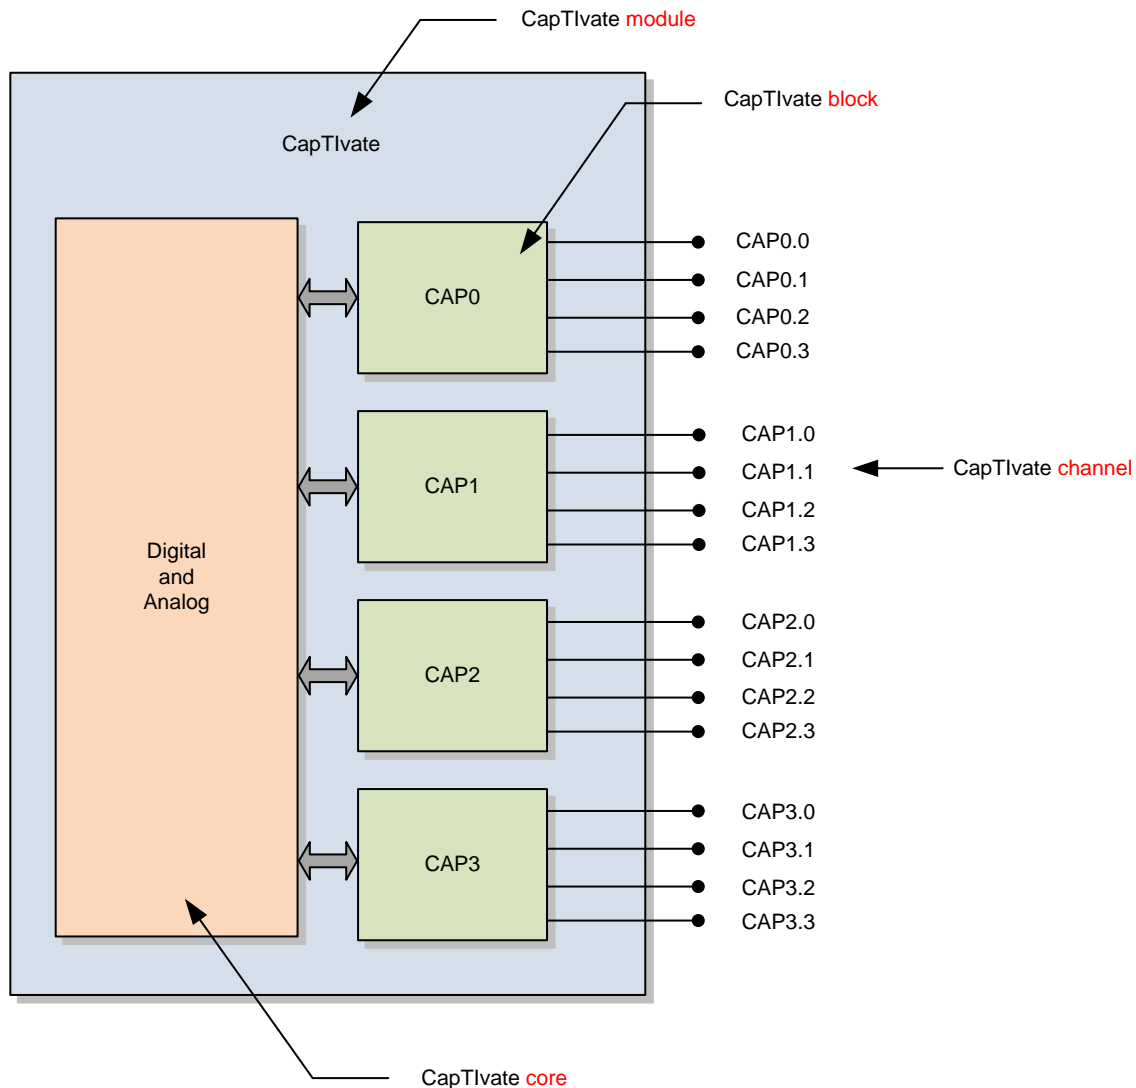 CapTIvate module
CapTIvate block
CapTIvate
CAP0
CAP0.0
CAP0.1
CAP0.2
CAP0.3
CAP1
CAP1.0
CAP1.1
CAP1.2
CAP1.3
CapTIvate channel
Digital
and
Analog
CAP2
CAP2.0
CAP2.1
CAP2.2
CAP2.3
CAP3
CAP3.0
CAP3.1
CAP3.2
CAP3.3
CapTIvate core